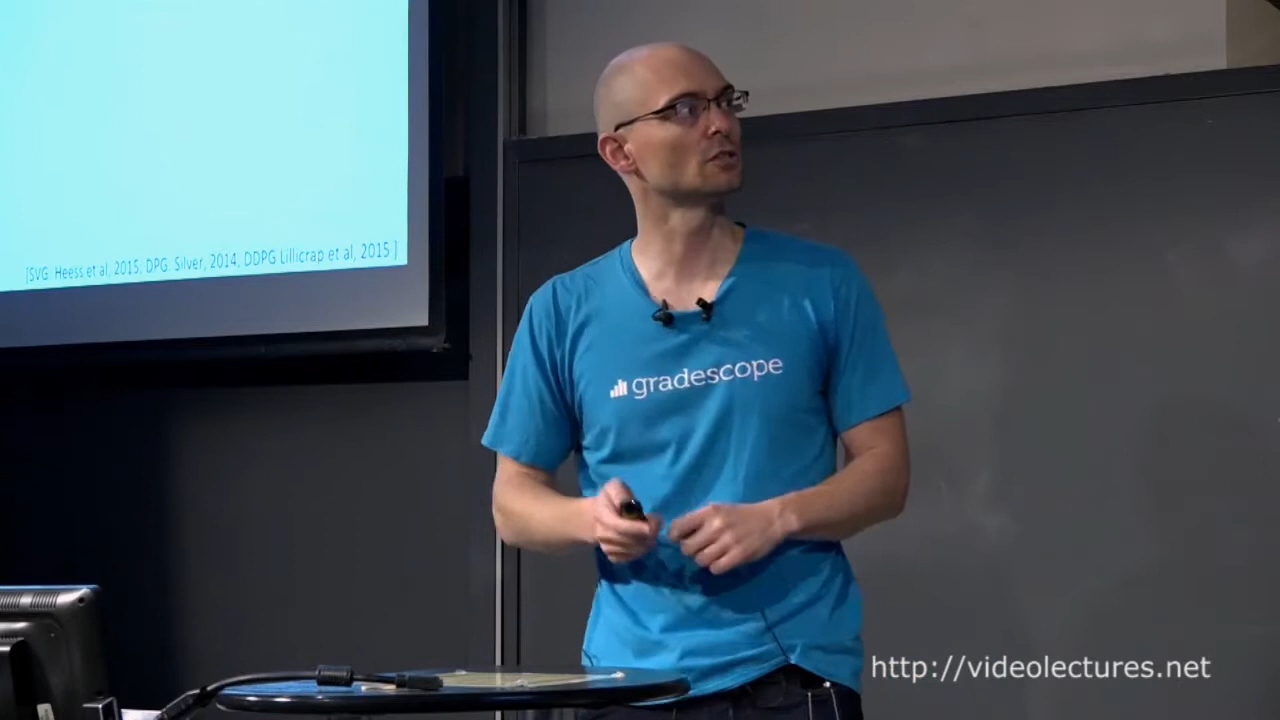 [SVG: Heess et al, 2015, DPG: Silver, 2014, DDPG Lillicrap et al, 2015 ]
gradescope
http://videolectures.net